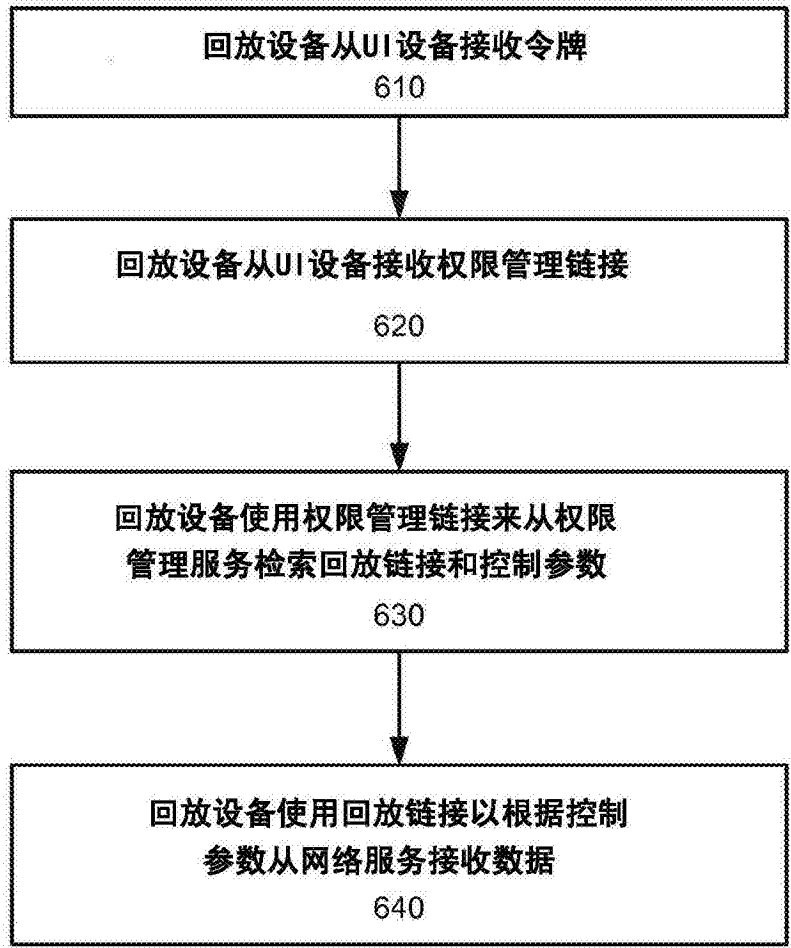 回放设备从UI设备接收令牌
610
回放设备从UI设备接收权限管理链接
620
回放设备使用权限管理链接来从权限
管理服务检索回放链接和控制参数
630
回放设备使用回放链接以根据控制
参数从网络服务接收数据
640